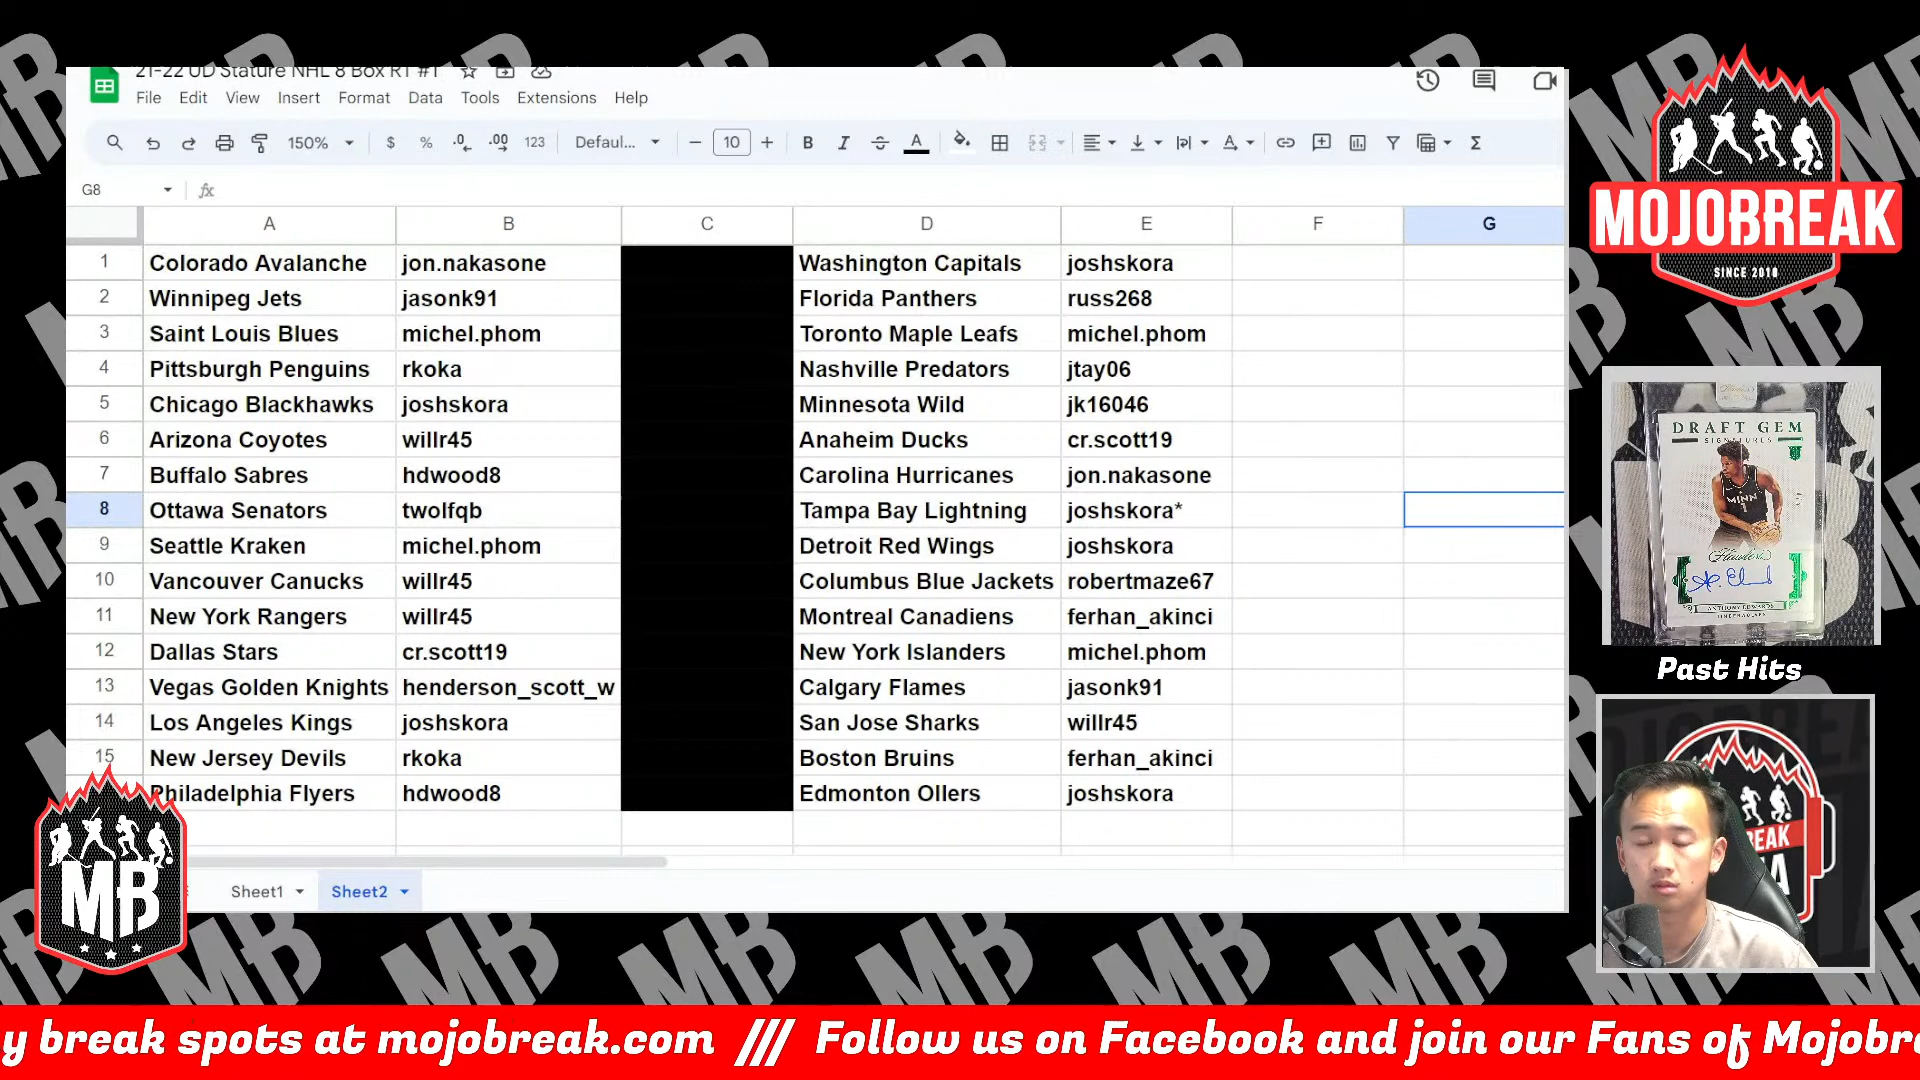 21-22 UD Stature NHL 8 Box RT #1
File Edit View Insert Format Data Tools Extensions Help
150% $ % .0 .00 123 Defaul... 10 B I A
G8 fx
A B C D E F G
1 Colorado Avalanche jon.nakasone Washington Capitals joshskora
2 Winnipeg Jets jasonk91 Florida Panthers russ268
3 Saint Louis Blues michel.phom Toronto Maple Leafs michel.phom
4 Pittsburgh Penguins rkoka Nashville Predators jtay06
5 Chicago Blackhawks joshskora Minnesota Wild jk16046
6 Arizona Coyotes willr45 Anaheim Ducks cr.scott19
7 Buffalo Sabres hdwood8 Carolina Hurricanes jon.nakasone
8 Ottawa Senators twolfqb Tampa Bay Lightning joshskora*
9 Seattle Kraken michel.phom Detroit Red Wings joshskora
10 Vancouver Canucks willr45 Columbus Blue Jackets robertmaze67
11 New York Rangers willr45 Montreal Canadiens ferhan_akinci
12 Dallas Stars cr.scott19 New York Islanders michel.phom
13 Vegas Golden Knights henderson_scott_w Calgary Flames jasonk91
14 Los Angeles Kings joshskora San Jose Sharks willr45
15 New Jersey Devils rkoka Boston Bruins ferhan_akinci
Philadelphia Flyers hdwood8 Edmonton OIlers joshskora
Sheet1 Sheet2
MB
MOJOBREAK
SINCE 2010
DRAFT GEM
SIGNATURES
MINN
1
Flawless
ANTHONY EDWARDS
Past Hits
y break spots at mojobreak.com /// Follow us on Facebook and join our Fans of Mojobre